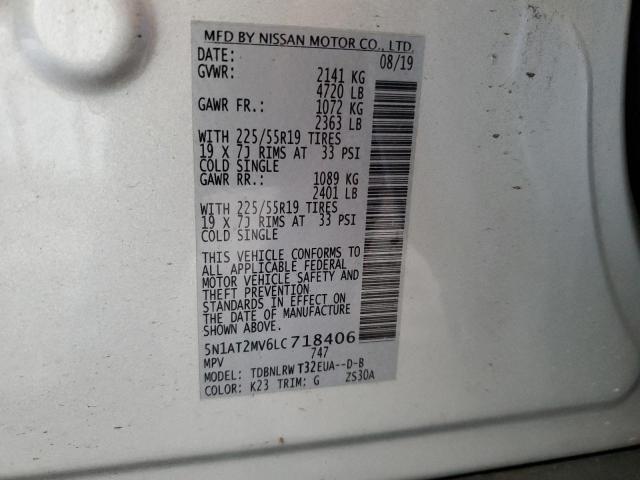 MFD BY NISSAN MOTOR CO., LTD.
DATE: 08/19
GVWR: 2141 KG
4720 LB
GAWR FR.: 1072 KG
2363 LB
WITH 225/55R19 TIRES
19 X 7J RIMS AT 33 PSI
COLD SINGLE
GAWR RR.: 1089 KG
2401 LB
WITH 225/55R19 TIRES
19 X 7J RIMS AT 33 PSI
COLD SINGLE
THIS VEHICLE CONFORMS TO
ALL APPLICABLE FEDERAL
MOTOR VEHICLE SAFETY AND
THEFT PREVENTION
STANDARDS IN EFFECT ON
THE DATE OF MANUFACTURE
SHOWN ABOVE.
5N1AT2MV6LC718406
MPV 747
MODEL: TDBNLRWT32EUA--D-B
COLOR: K23 TRIM: G ZS30A